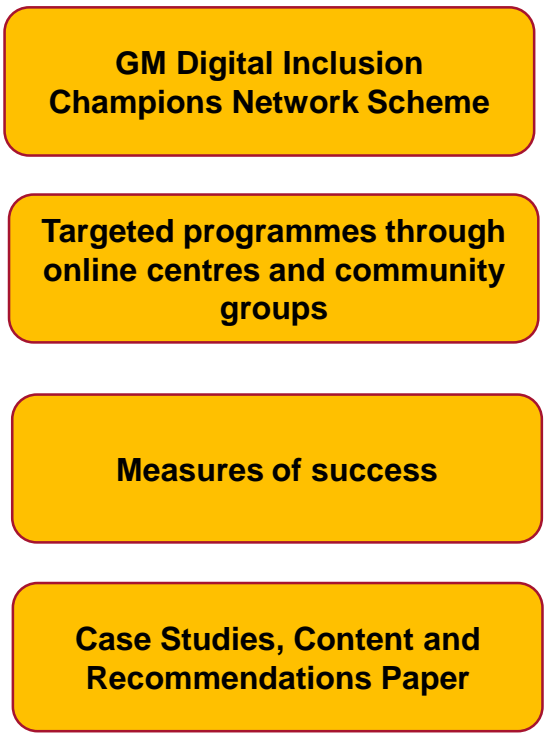 GM Digital Inclusion
Champions Network Scheme
Targeted programmes through
online centres and community
groups
Measures of success
Case Studies, Content and
Recommendations Paper